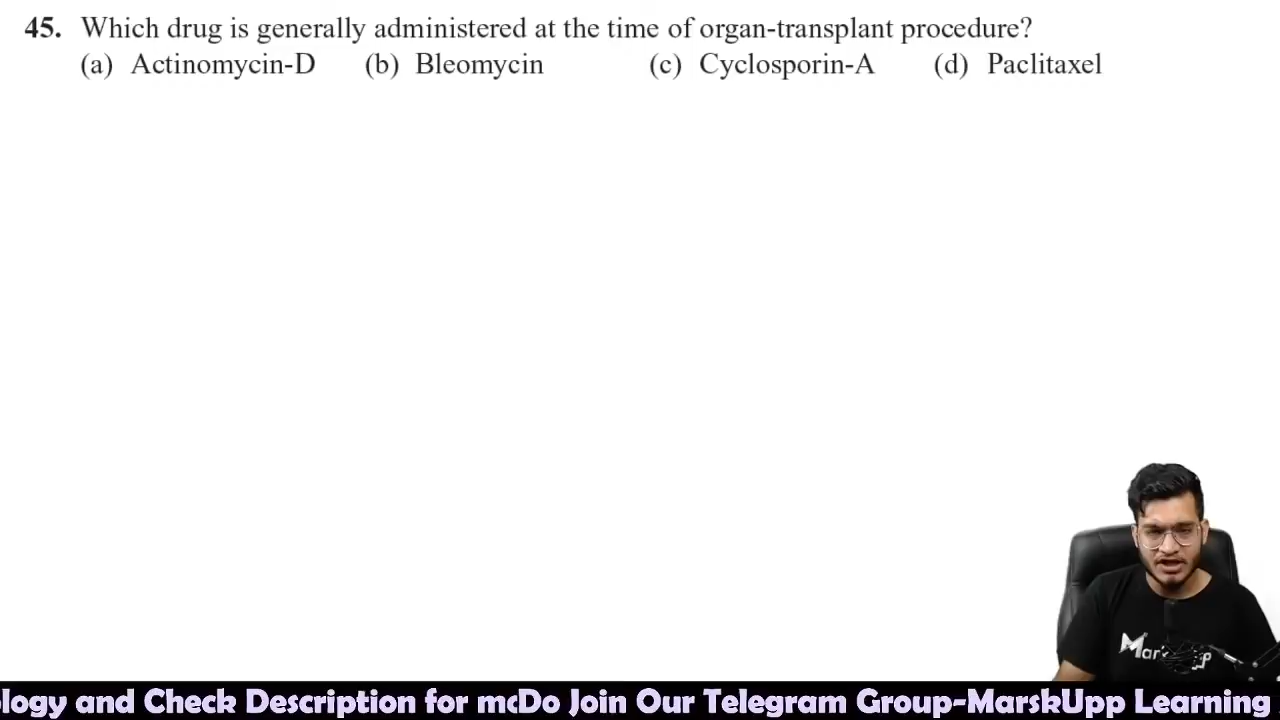 45. Which drug is generally administered at the time of organ-transplant procedure?
(a) Actinomycin-D (b) Bleomycin (c) Cyclosporin-A (d) Paclitaxel
ology and Check Description for mcDo Join Our Telegram Group-MarskUpp Learning